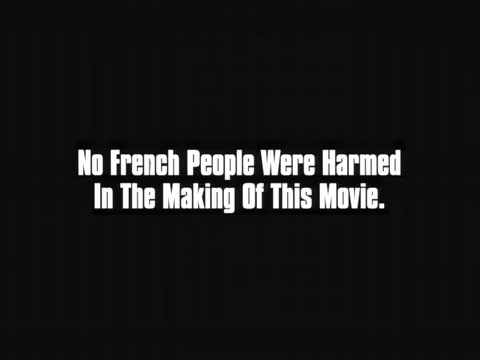 No French People Were Harmed
In The Making Of This Movie.